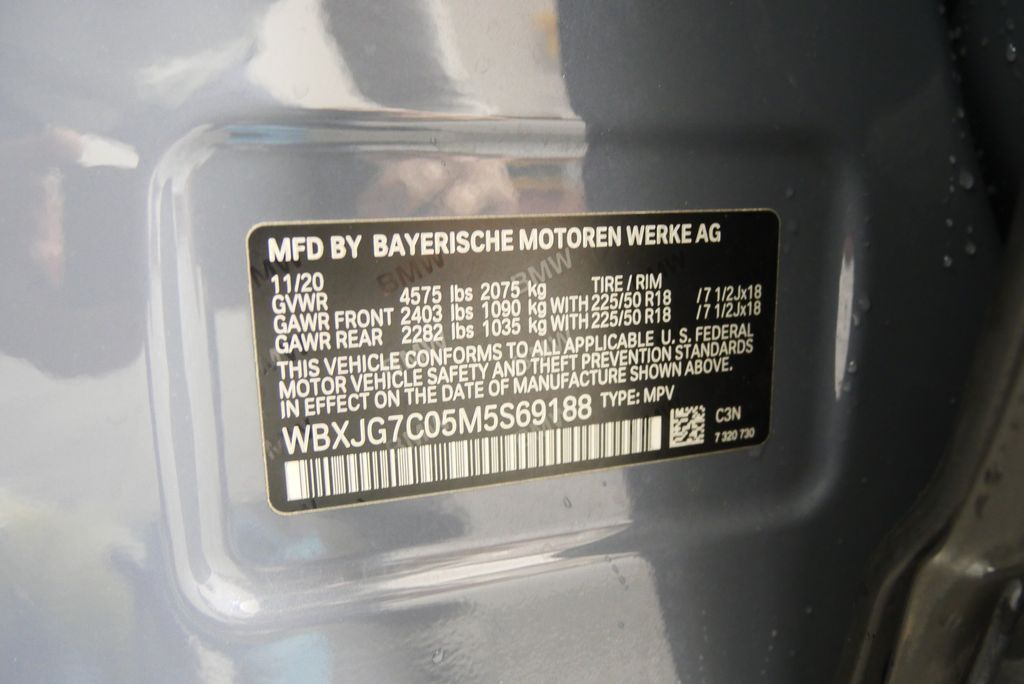 MFD BY BAYERISCHE MOTOREN WERKE AG
11/20 TIRE / RIM
GVWR 4575 lbs 2075 kg
GAWR FRONT 2403 lbs 1090 kg WITH 225/50 R18 /7 1/2Jx18
GAWR REAR 2282 lbs 1035 kg WITH 225/50 R18 /7 1/2Jx18
THIS VEHICLE CONFORMS TO ALL APPLICABLE U.S. FEDERAL
MOTOR VEHICLE SAFETY AND THEFT PREVENTION STANDARDS
IN EFFECT ON THE DATE OF MANUFACTURE SHOWN ABOVE.
WBXJG7C05M5S69188 TYPE: MPV
C3N
7 320 730
BMW
BMW
BMW